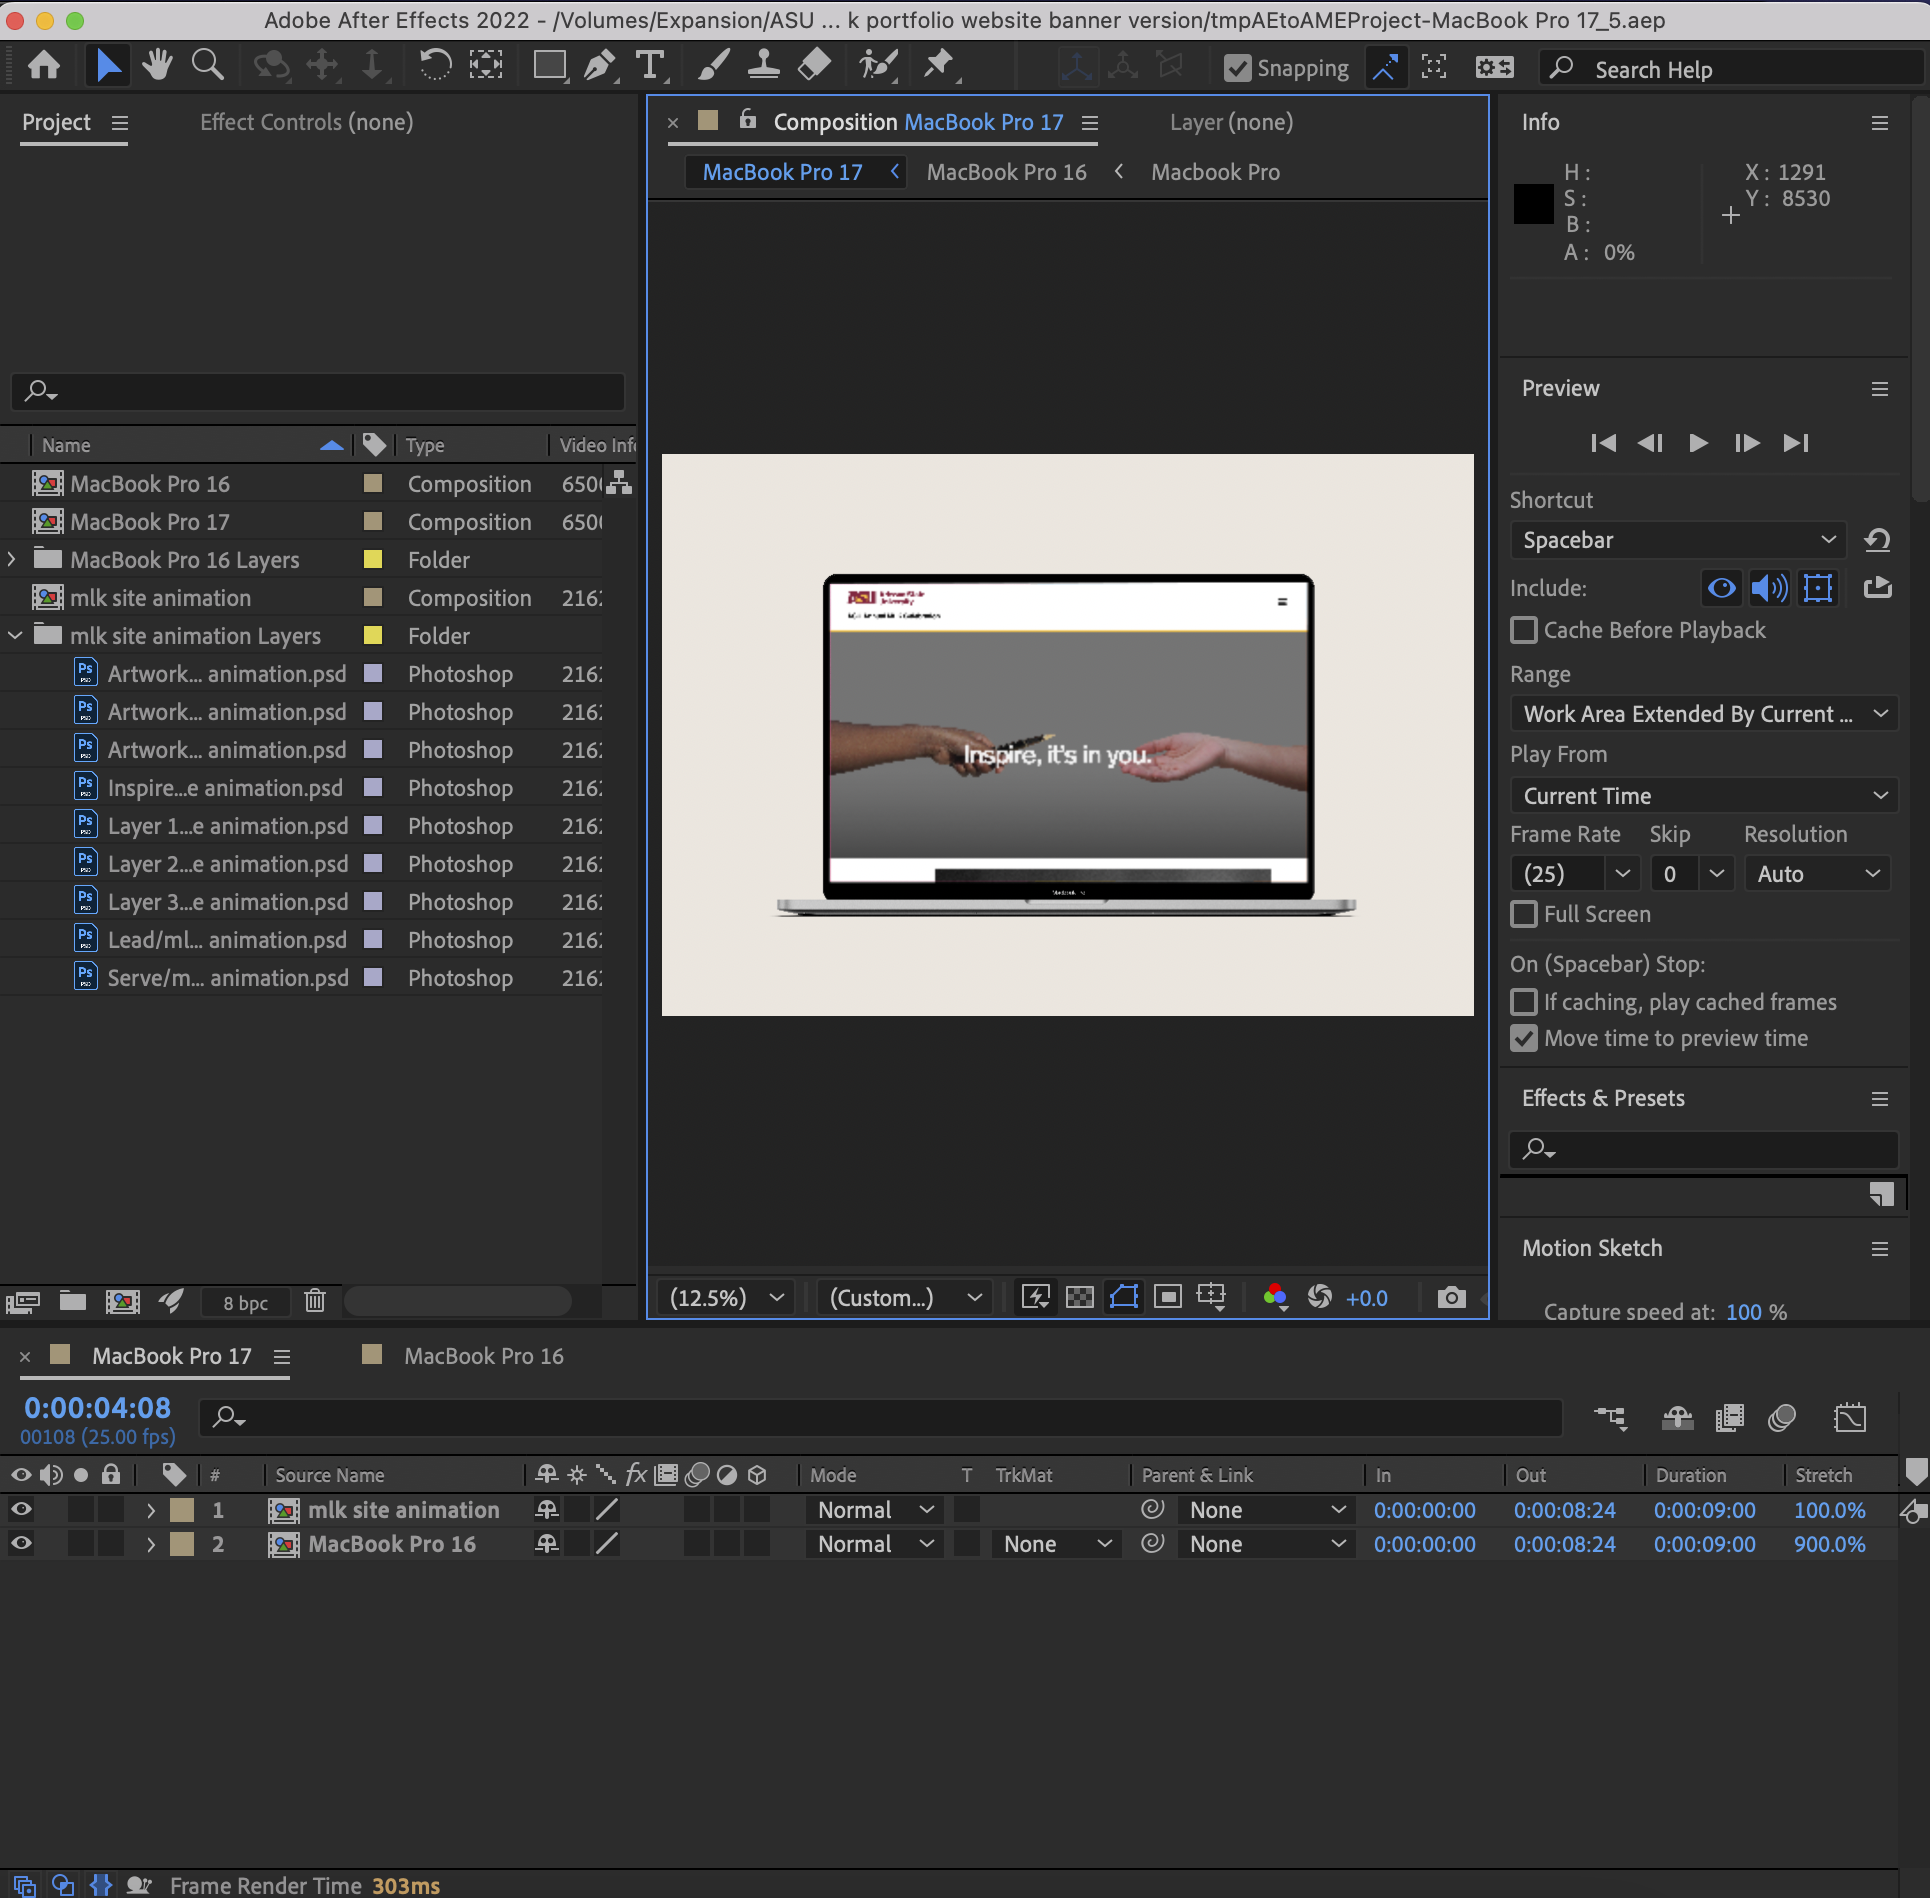 Adobe After Effects 2022 - /Volumes/Expansion/ASU ... k portfolio website banner version/tmpAEtoAMEProject-MacBook Pro 17_5.aep
Snapping
Search Help
Project
Effect Controls (none)
Composition MacBook Pro 17
Layer (none)
MacBook Pro 17
MacBook Pro 16
Macbook Pro
Info
H :
S :
B :
A : 0%
X : 1291
Y : 8530
Name
Type
Video Inf
MacBook Pro 16 Composition 650
MacBook Pro 17 Composition 650
MacBook Pro 16 Layers Folder
mlk site animation Composition 216
mlk site animation Layers Folder
Artwork... animation.psd Photoshop 216
Artwork... animation.psd Photoshop 216
Artwork... animation.psd Photoshop 216
Inspire...e animation.psd Photoshop 216
Layer 1...e animation.psd Photoshop 216
Layer 2...e animation.psd Photoshop 216
Layer 3...e animation.psd Photoshop 216
Lead/ml... animation.psd Photoshop 216
Serve/m... animation.psd Photoshop 216
8 bpc
ASU Arizona State
University
Inspire, it's in you.
(12.5%)
(Custom...)
+0.0
Preview
Shortcut
Spacebar
Include:
Cache Before Playback
Range
Work Area Extended By Current ...
Play From
Current Time
Frame Rate Skip Resolution
(25) 0 Auto
Full Screen
On (Spacebar) Stop:
If caching, play cached frames
Move time to preview time
Effects & Presets
Motion Sketch
Capture speed at: 100 %
MacBook Pro 17
MacBook Pro 16
0:00:04:08
00108 (25.00 fps)
# Source Name fx Mode T TrkMat Parent & Link In Out Duration Stretch
1 mlk site animation Normal None 0:00:00:00 0:00:08:24 0:00:09:00 100.0%
2 MacBook Pro 16 Normal None None 0:00:00:00 0:00:08:24 0:00:09:00 900.0%
Frame Render Time 303ms